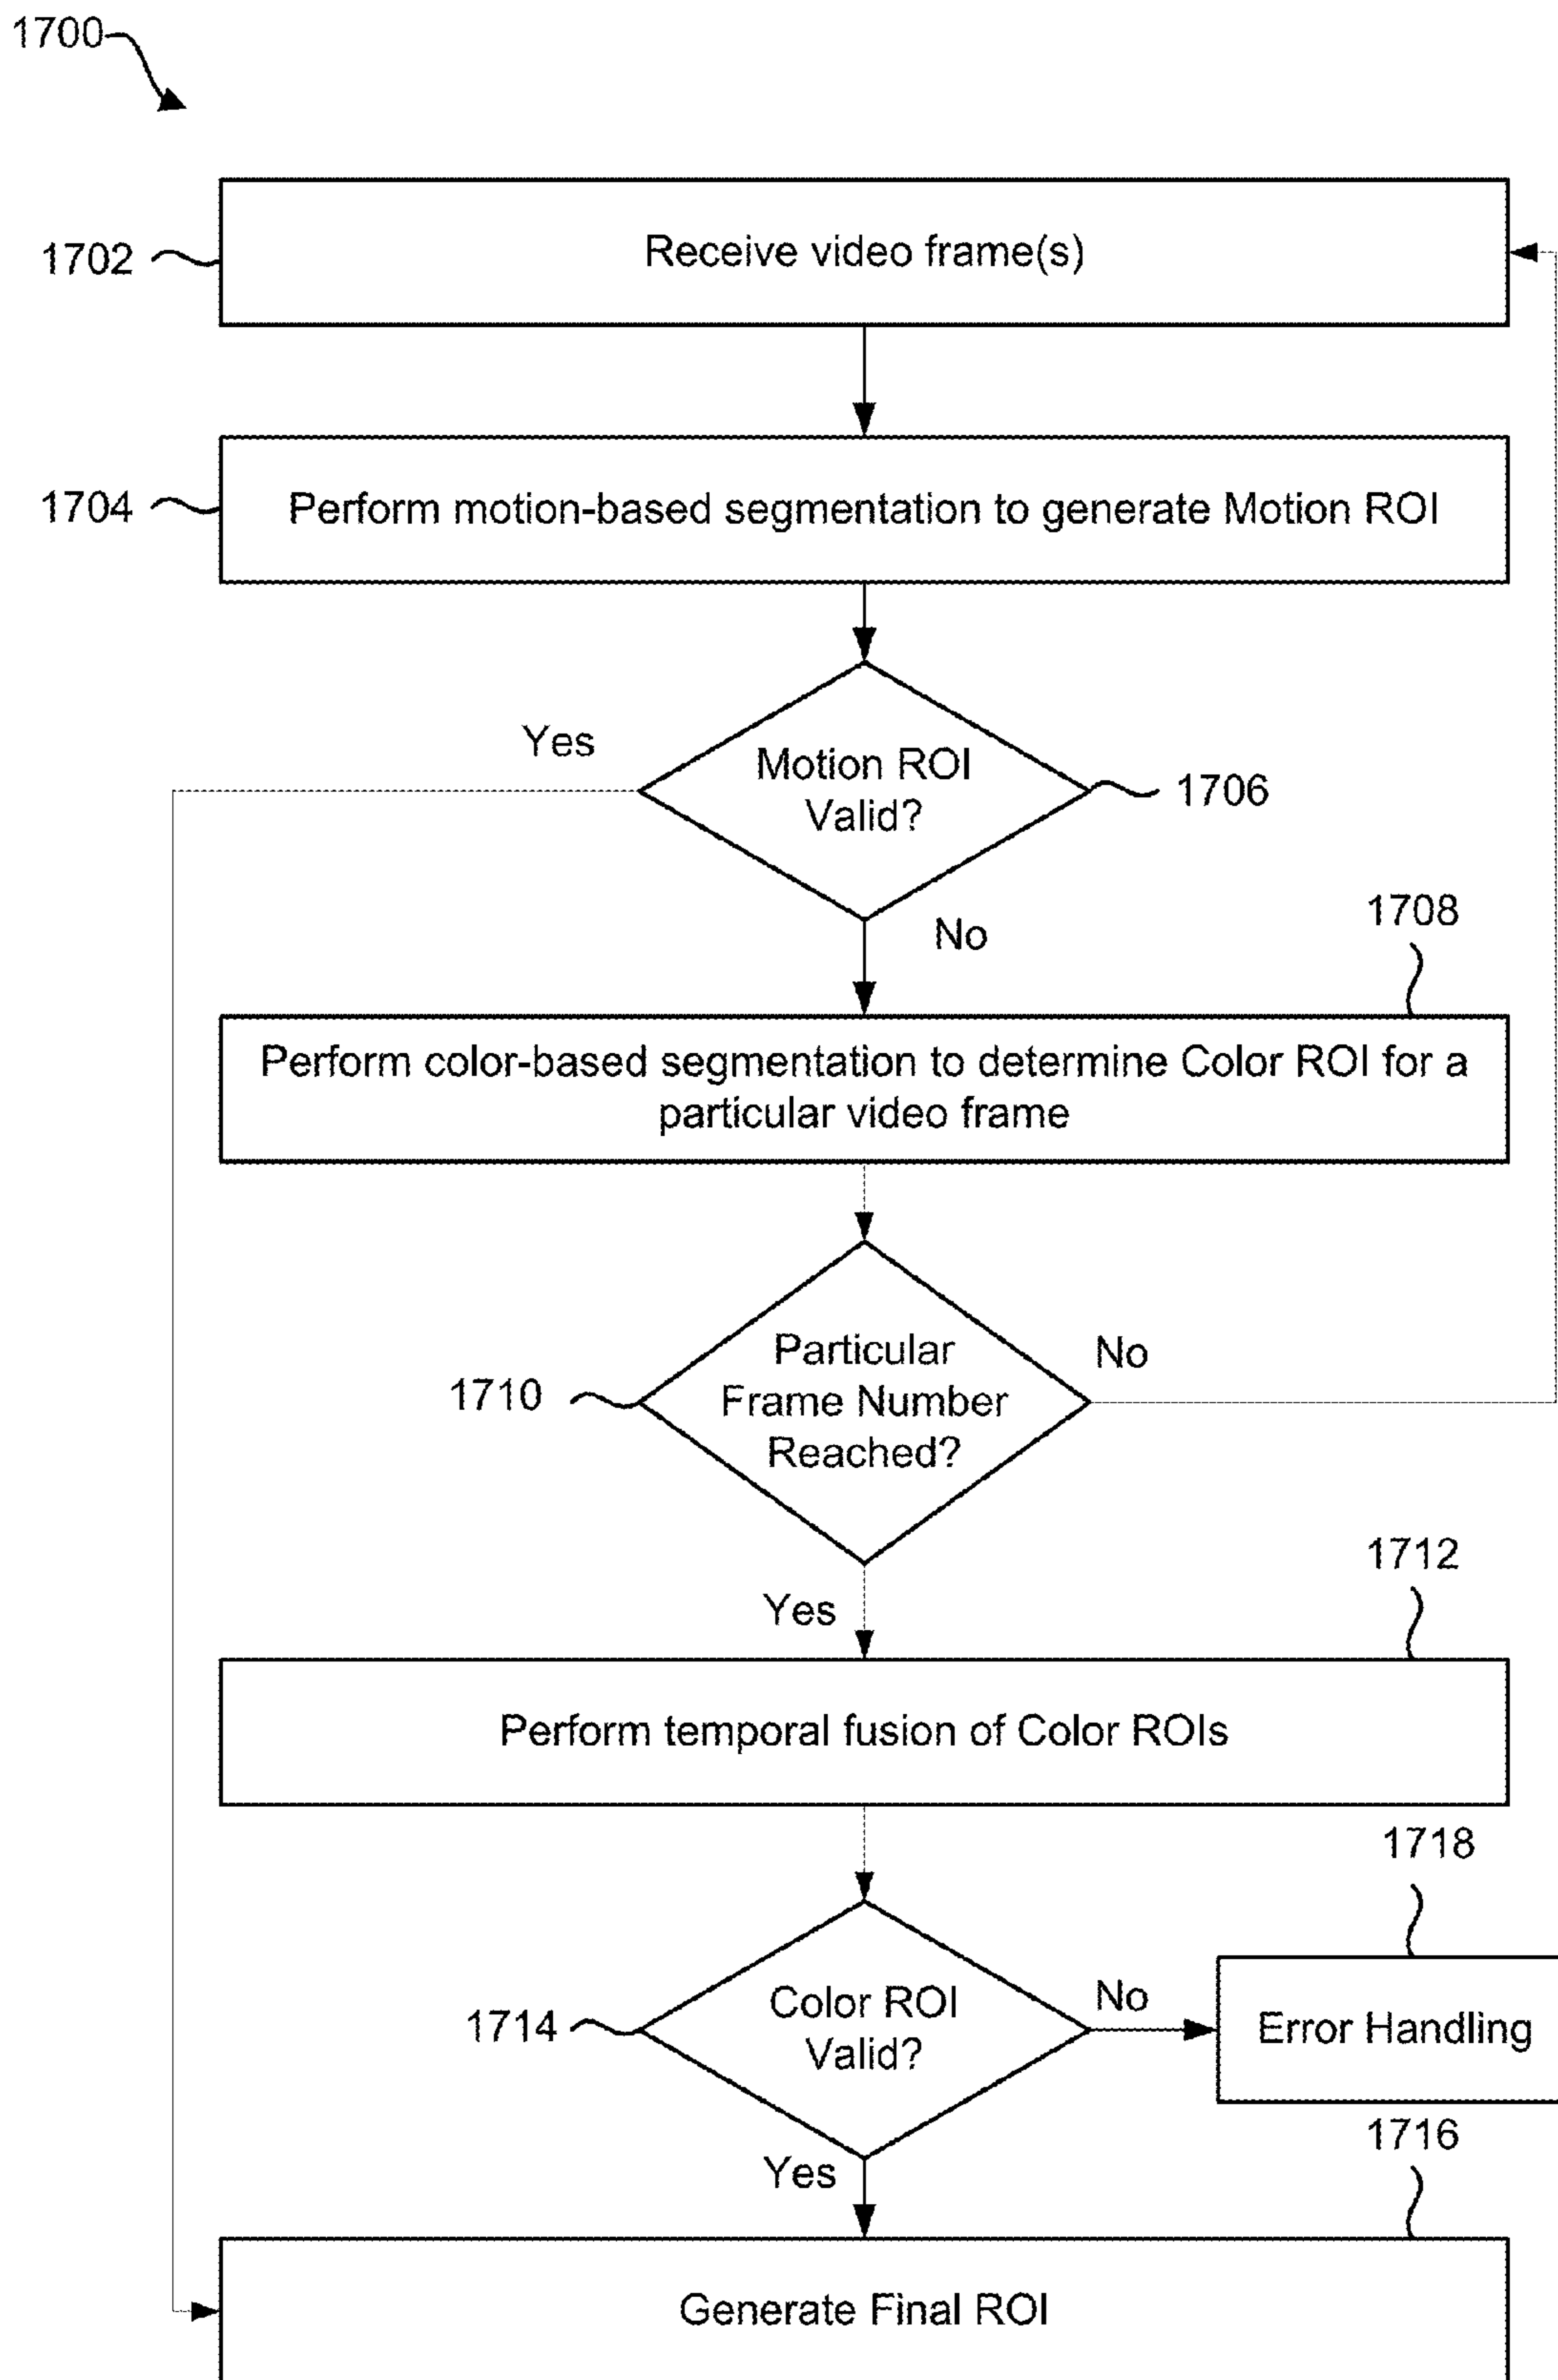 1700
1702
Receive video frame(s)
1704
Perform motion-based segmentation to generate Motion ROI
Yes
Motion ROI
Valid?
1706
No
1708
Perform color-based segmentation to determine Color ROI for a
particular video frame
1710
Particular
Frame Number
Reached?
No
Yes
1712
Perform temporal fusion of Color ROIs
1718
1714
Color ROI
Valid?
No
Error Handling
Yes
1716
Generate Final ROI